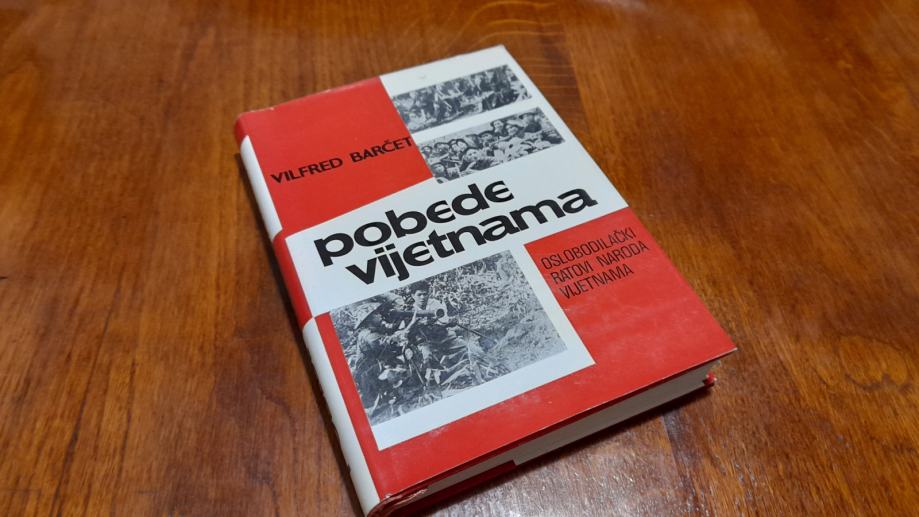 VILFRED BARČET
pobede
vijetnama
OSLOBODILAČKI
RATOVI NARODA
VIJETNAMA